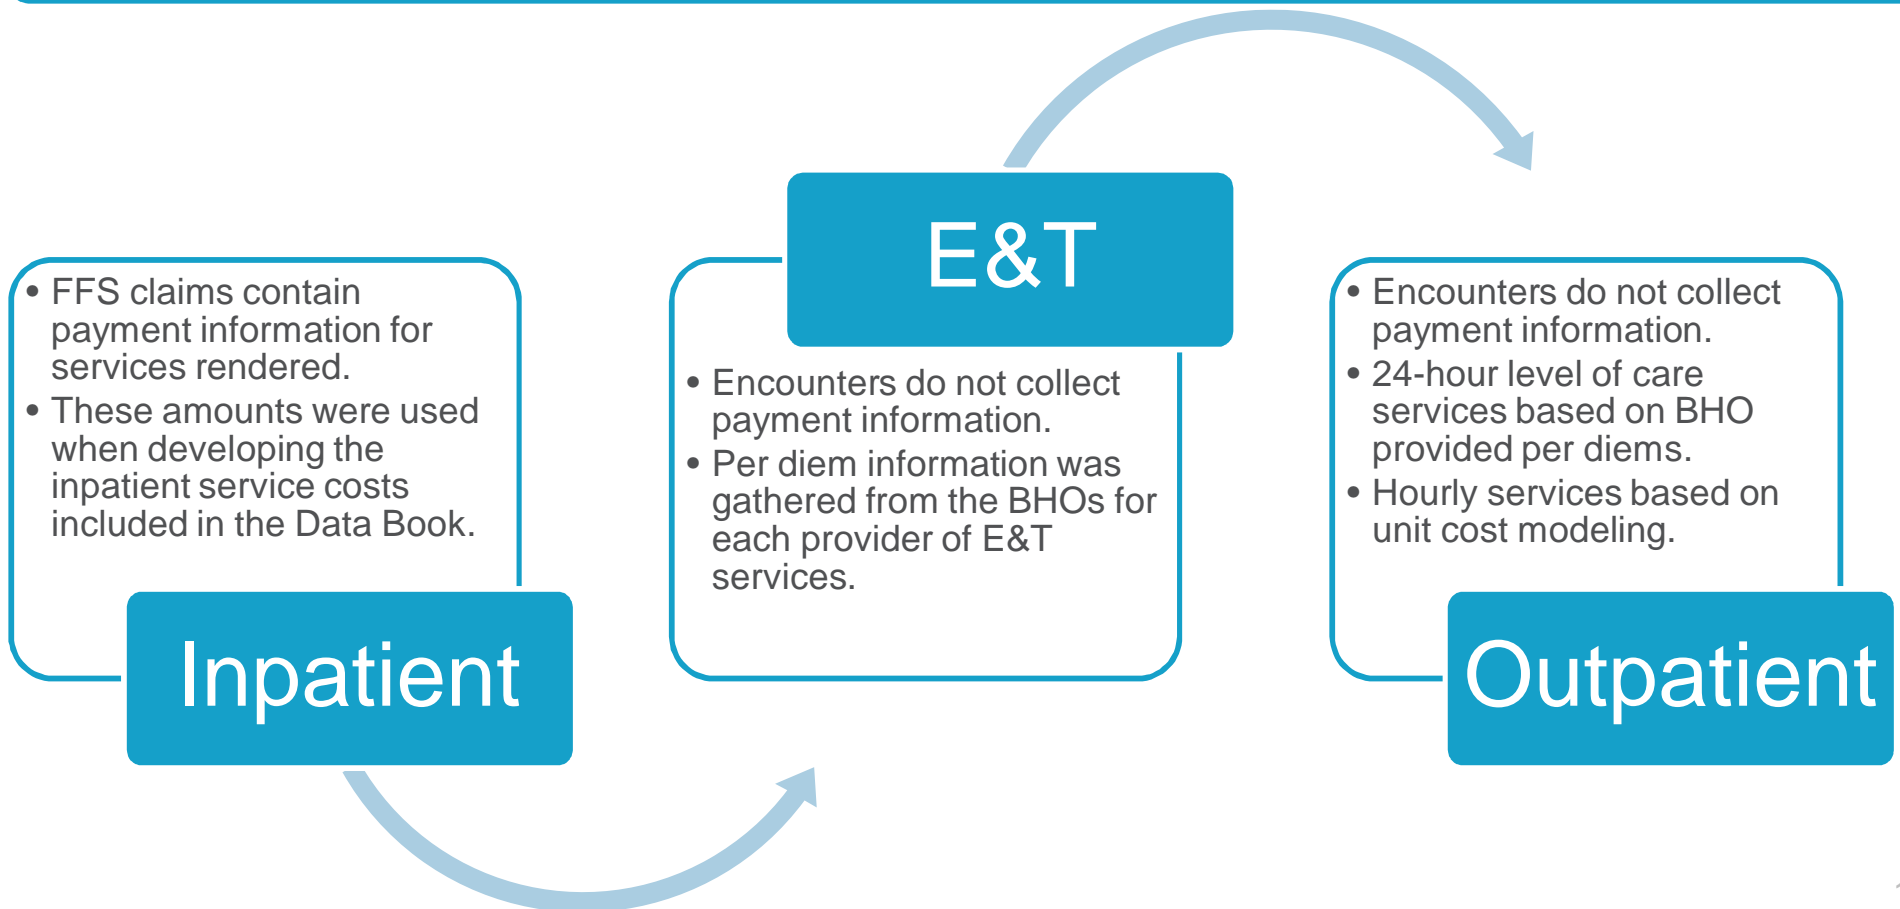 • FFS claims contain
payment information for
services rendered.
• These amounts were used
when developing the
inpatient service costs
included in the Data Book.
Inpatient
E&T
• Encounters do not collect
payment information.
• Per diem information was
gathered from the BHOs for
each provider of E&T
services.
• Encounters do not collect
payment information.
• 24-hour level of care
services based on BHO
provided per diems.
• Hourly services based on
unit cost modeling.
Outpatient